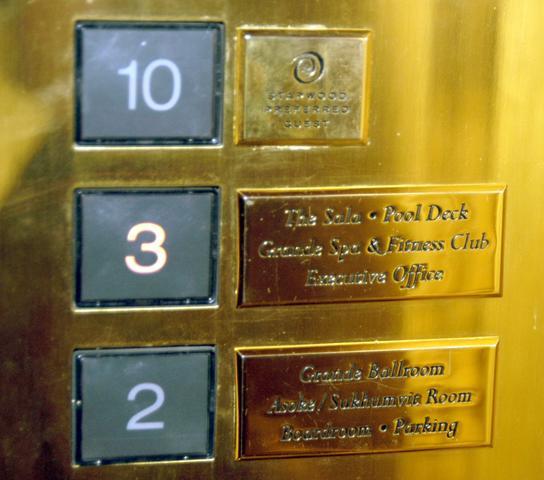 10
STARWOOD
PREFERRED
GUEST
3
The Sala • Pool Deck
Grande Spa & Fitness Club
Executive Office
2
Grande Ballroom
Asoke / Sukhumvit Room
Boardroom • Parking